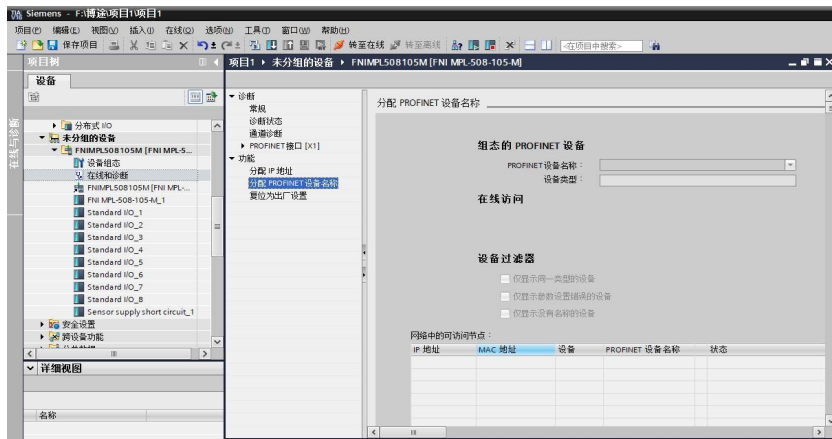 Siemens - F:\博途\项目1\项目1
项目(P) 编辑(E) 视图(V) 插入(I) 在线(O) 选项(N) 工具(T) 窗口(W) 帮助(H)
保存项目 转至在线 转至离线 <在项目中搜索>
项目树
项目1 未分组的设备 FNIMPL508105M [FNI MPL-508-105-M]
设备
在线与诊断
分布式 I/O
未分组的设备
FNIMPL508105M [FNI MPL-5...
设备组态
在线和诊断
FNIMPL508105M [FNI MPL-...
FNI MPL-508-105-M_1
Standard I/O_1
Standard I/O_2
Standard I/O_3
Standard I/O_4
Standard I/O_5
Standard I/O_6
Standard I/O_7
Standard I/O_8
Sensor supply short circuit_1
安全设置
跨设备功能
详细视图
名称
诊断
常规
诊断状态
通道诊断
PROFINET接口 [X1]
功能
分配 IP 地址
分配 PROFINET 设备名称
复位为出厂设置
分配 PROFINET 设备名称
组态的 PROFINET 设备
PROFINET设备名称：
设备类型：
在线访问
设备过滤器
仅显示同一类型的设备
仅显示参数设置错误的设备
仅显示没有名称的设备
网络中的可访问节点：
IP 地址 MAC 地址 设备 PROFINET 设备名称 状态